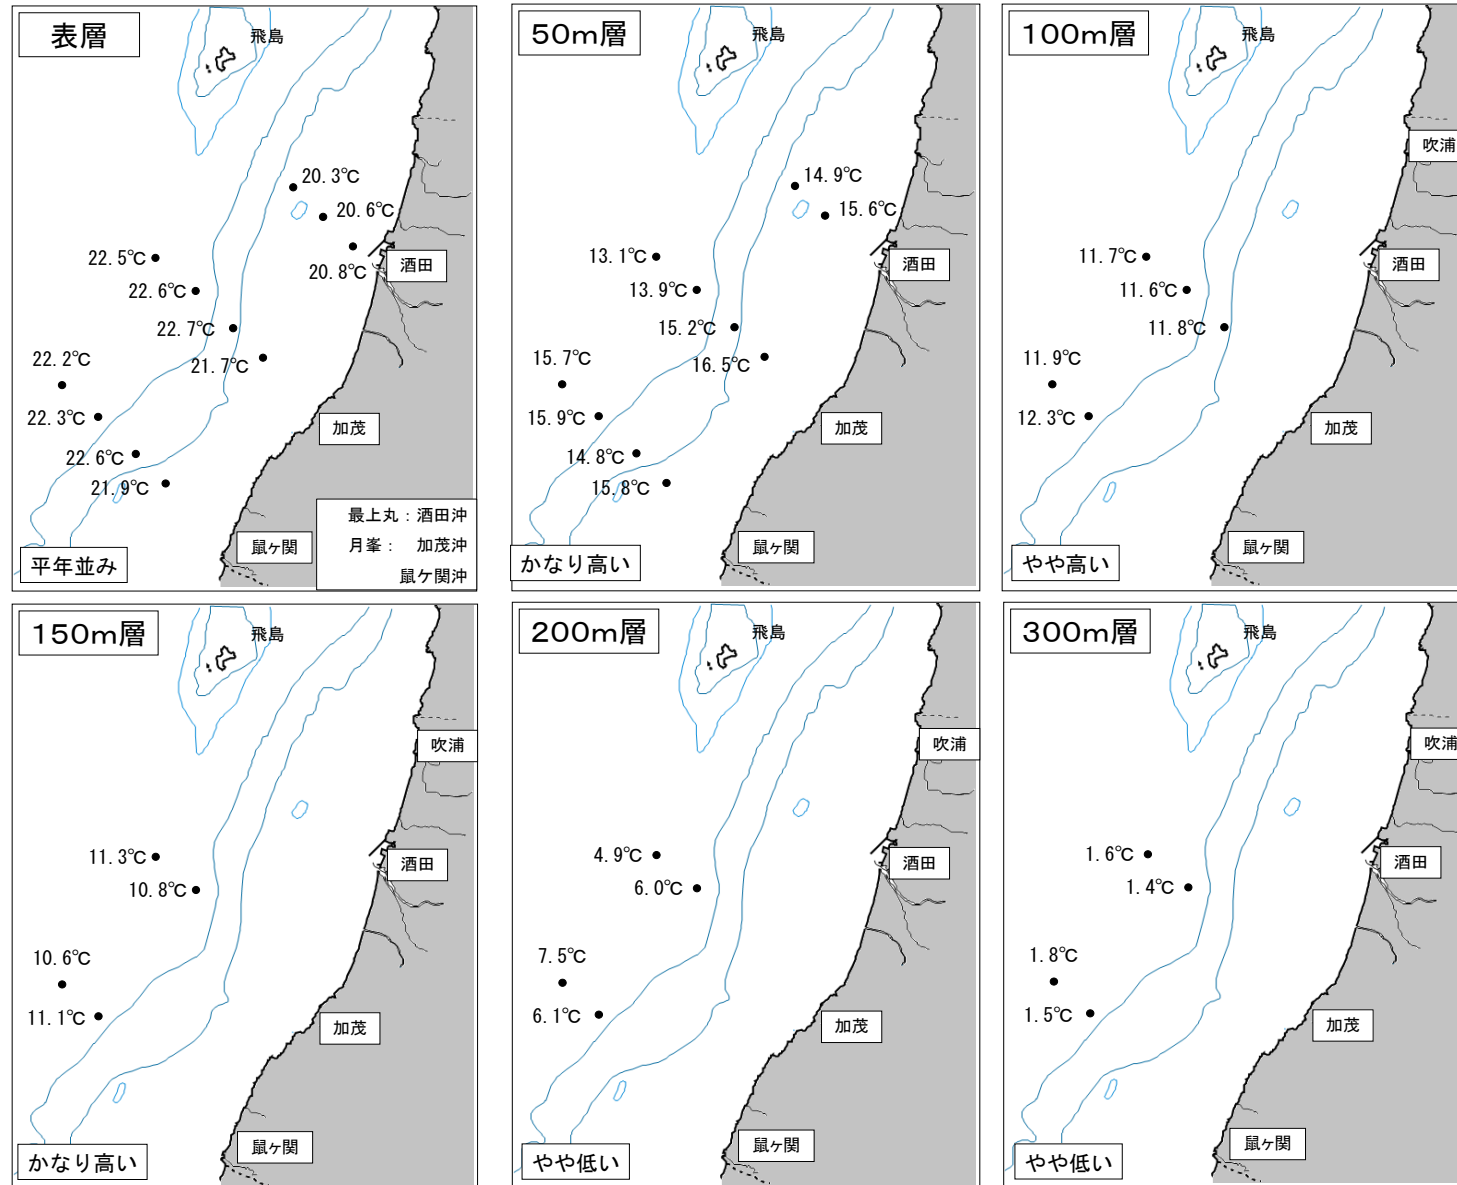 表層
飛島
20.3℃
20.6℃
22.5℃
20.8℃
酒田
22.6℃
22.7℃
22.2℃
21.7℃
22.3℃
加茂
22.6℃
21.9℃
最上丸：酒田沖
月峯： 加茂沖
鼠ケ関沖
鼠ヶ関
平年並み
50m層
飛島
14.9℃
15.6℃
13.1℃
酒田
13.9℃
15.2℃
15.7℃
16.5℃
15.9℃
加茂
14.8℃
15.8℃
鼠ヶ関
かなり高い
100m層
飛島
吹浦
11.7℃
酒田
11.6℃
11.8℃
11.9℃
12.3℃
加茂
鼠ヶ関
やや高い
150m層
飛島
吹浦
11.3℃
酒田
10.8℃
10.6℃
11.1℃
加茂
鼠ヶ関
かなり高い
200m層
飛島
吹浦
4.9℃
酒田
6.0℃
7.5℃
6.1℃
加茂
鼠ヶ関
やや低い
300m層
飛島
吹浦
1.6℃
酒田
1.4℃
1.8℃
1.5℃
加茂
鼠ヶ関
やや低い